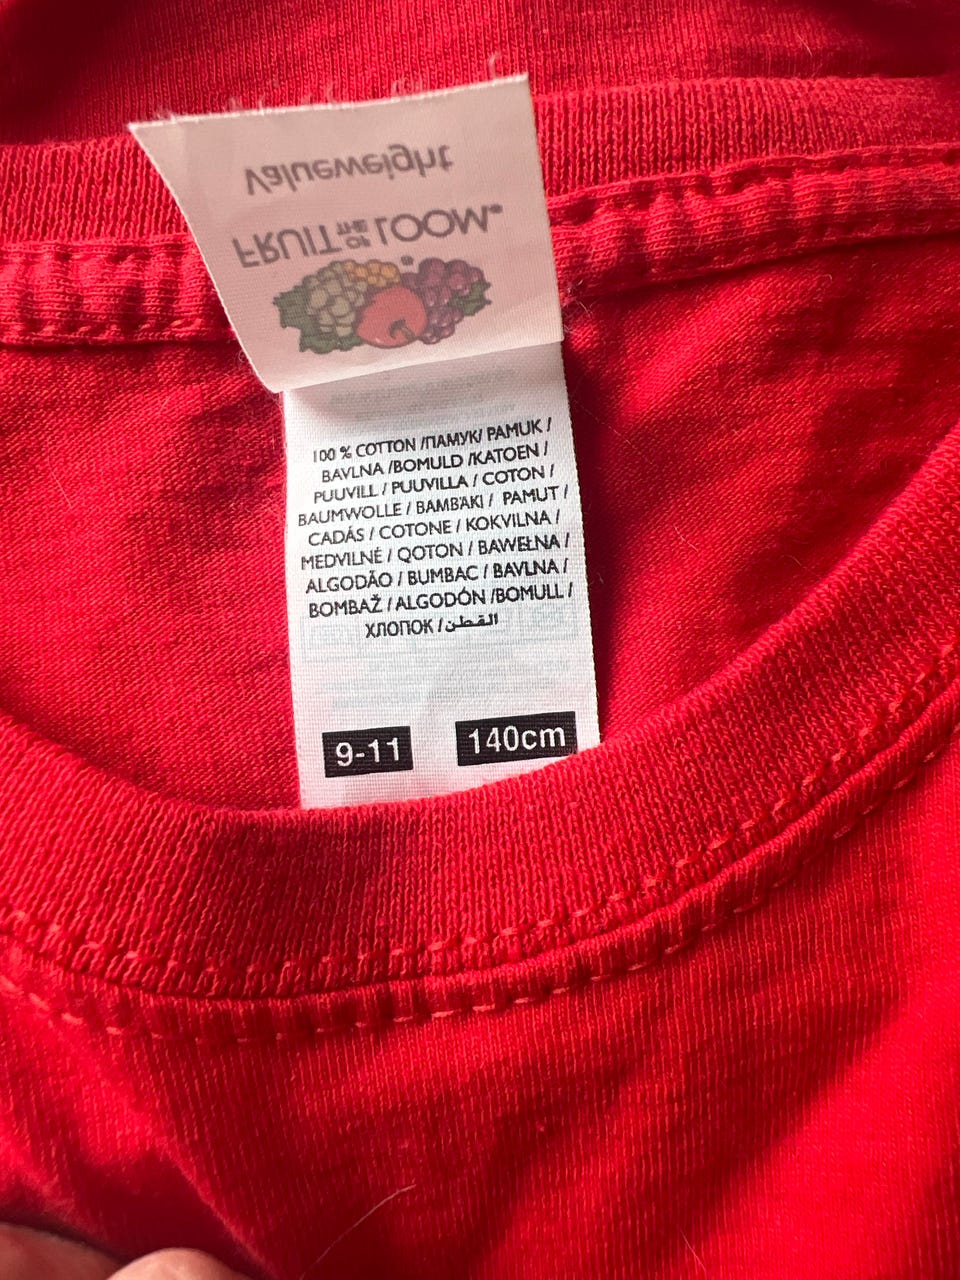 Valueweight
FRUIT OF THE LOOM®
®
100 % COTTON /ПАМУК/ PAMUK /
BAVLNA /BOMULD /KATOEN /
PUUVILL / PUUVILLA / COTON /
BAUMWOLLE / BAMBAKI / PAMUT /
CADÁS / COTONE / KOKVILNA /
MEDVILNÉ / QOTON / BAWEŁNA /
ALGODÃO / BUMBAC / BAVLNA /
BOMBAŽ / ALGODÓN /BOMULL /
ХЛОПОК / القطن
9-11 140cm